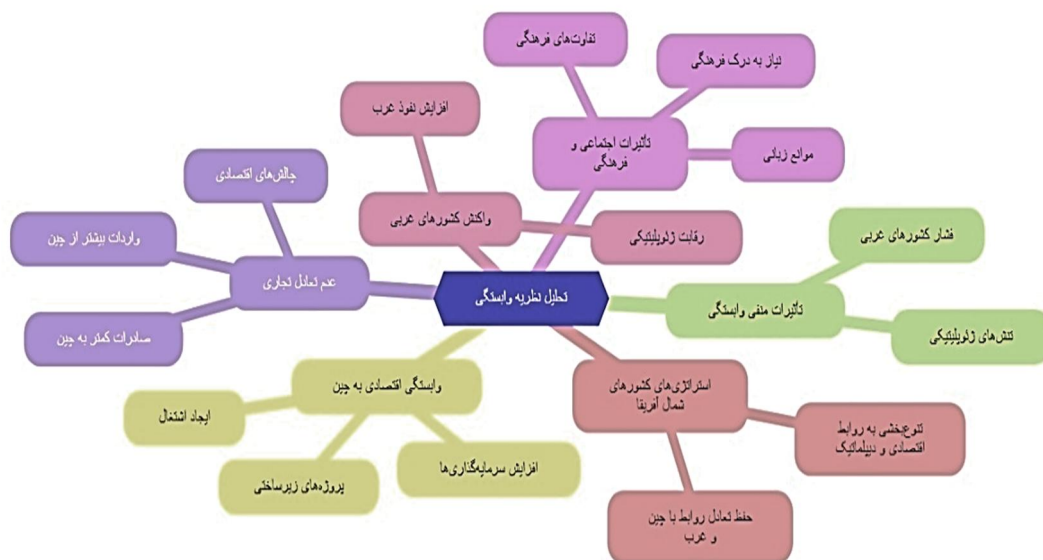 تفاوت‌های فرهنگی
نیاز به درک فرهنگی
تأثیرات اجتماعی و
فرهنگی
موانع زبانی
افزایش نفوذ غرب
واکنش کشورهای غربی
رقابت ژئوپلیتیکی
چالش‌های اقتصادی
واردات بیشتر از چین
عدم تعادل تجاری
صادرات کمتر به چین
تحلیل نظریه وابستگی
فشار کشورهای غربی
تأثیرات منفی وابستگی
تنش‌های ژئوپلیتیکی
وابستگی اقتصادی به چین
ایجاد اشتغال
پروژه‌های زیرساختی
افزایش سرمایه‌گذاری‌ها
استراتژی‌های کشورهای
شمال آفریقا
تنوع‌بخشی به روابط
اقتصادی و دیپلماتیک
حفظ تعادل روابط با چین
و غرب